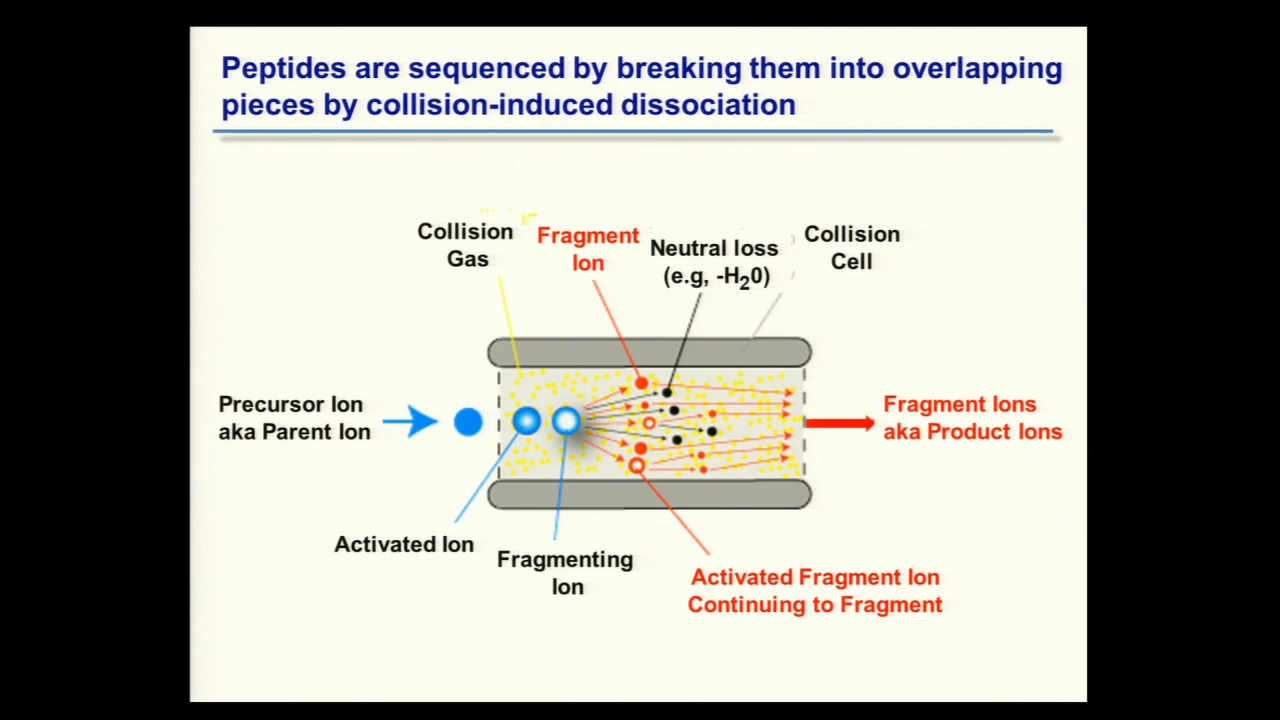 Peptides are sequenced by breaking them into overlapping
pieces by collision-induced dissociation
Collision
Gas
Fragment
Ion
Neutral loss
(e.g, -H20)
Collision
Cell
Precursor Ion
aka Parent Ion
Fragment Ions
aka Product Ions
Activated Ion
Fragmenting
Ion
Activated Fragment Ion
Continuing to Fragment